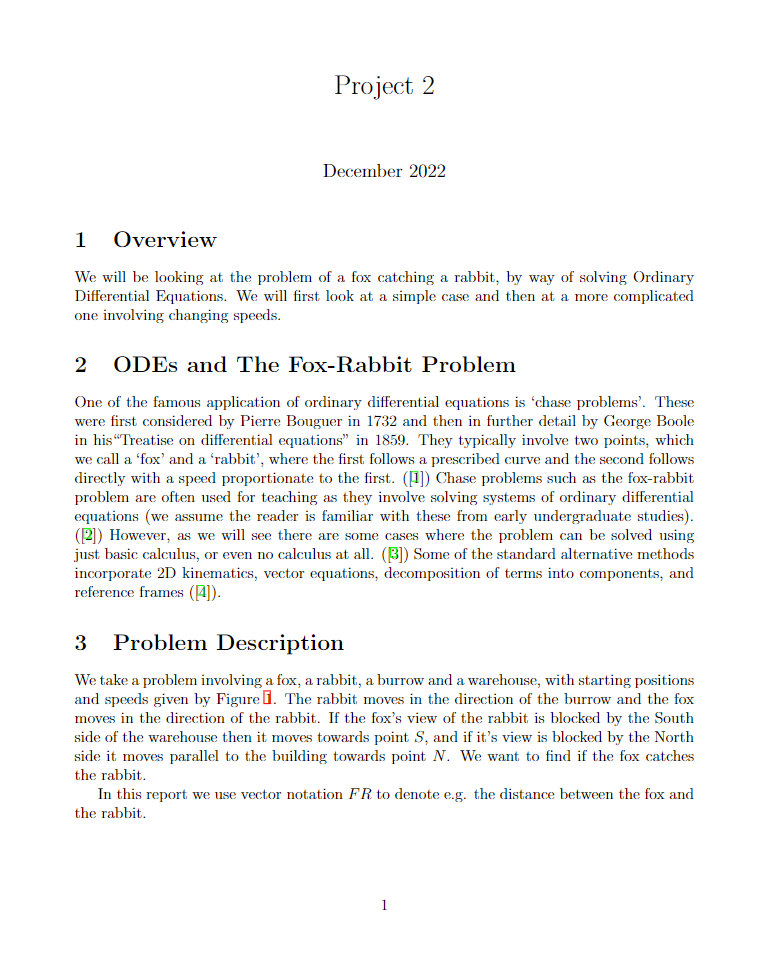 Project 2
December 2022
1 Overview
We will be looking at the problem of a fox catching a rabbit, by way of solving Ordinary
Differential Equations. We will first look at a simple case and then at a more complicated
one involving changing speeds.
2 ODEs and The Fox-Rabbit Problem
One of the famous application of ordinary differential equations is ‘chase problems’. These
were first considered by Pierre Bouguer in 1732 and then in further detail by George Boole
in his“Treatise on differential equations” in 1859. They typically involve two points, which
we call a ‘fox’ and a ‘rabbit’, where the first follows a prescribed curve and the second follows
directly with a speed proportionate to the first. ([1]) Chase problems such as the fox-rabbit
problem are often used for teaching as they involve solving systems of ordinary differential
equations (we assume the reader is familiar with these from early undergraduate studies).
([2]) However, as we will see there are some cases where the problem can be solved using
just basic calculus, or even no calculus at all. ([3]) Some of the standard alternative methods
incorporate 2D kinematics, vector equations, decomposition of terms into components, and
reference frames ([4]).
3 Problem Description
We take a problem involving a fox, a rabbit, a burrow and a warehouse, with starting positions
and speeds given by Figure 1. The rabbit moves in the direction of the burrow and the fox
moves in the direction of the rabbit. If the fox’s view of the rabbit is blocked by the South
side of the warehouse then it moves towards point S, and if it’s view is blocked by the North
side it moves parallel to the building towards point N. We want to find if the fox catches
the rabbit.
In this report we use vector notation FR to denote e.g. the distance between the fox and
the rabbit.
1